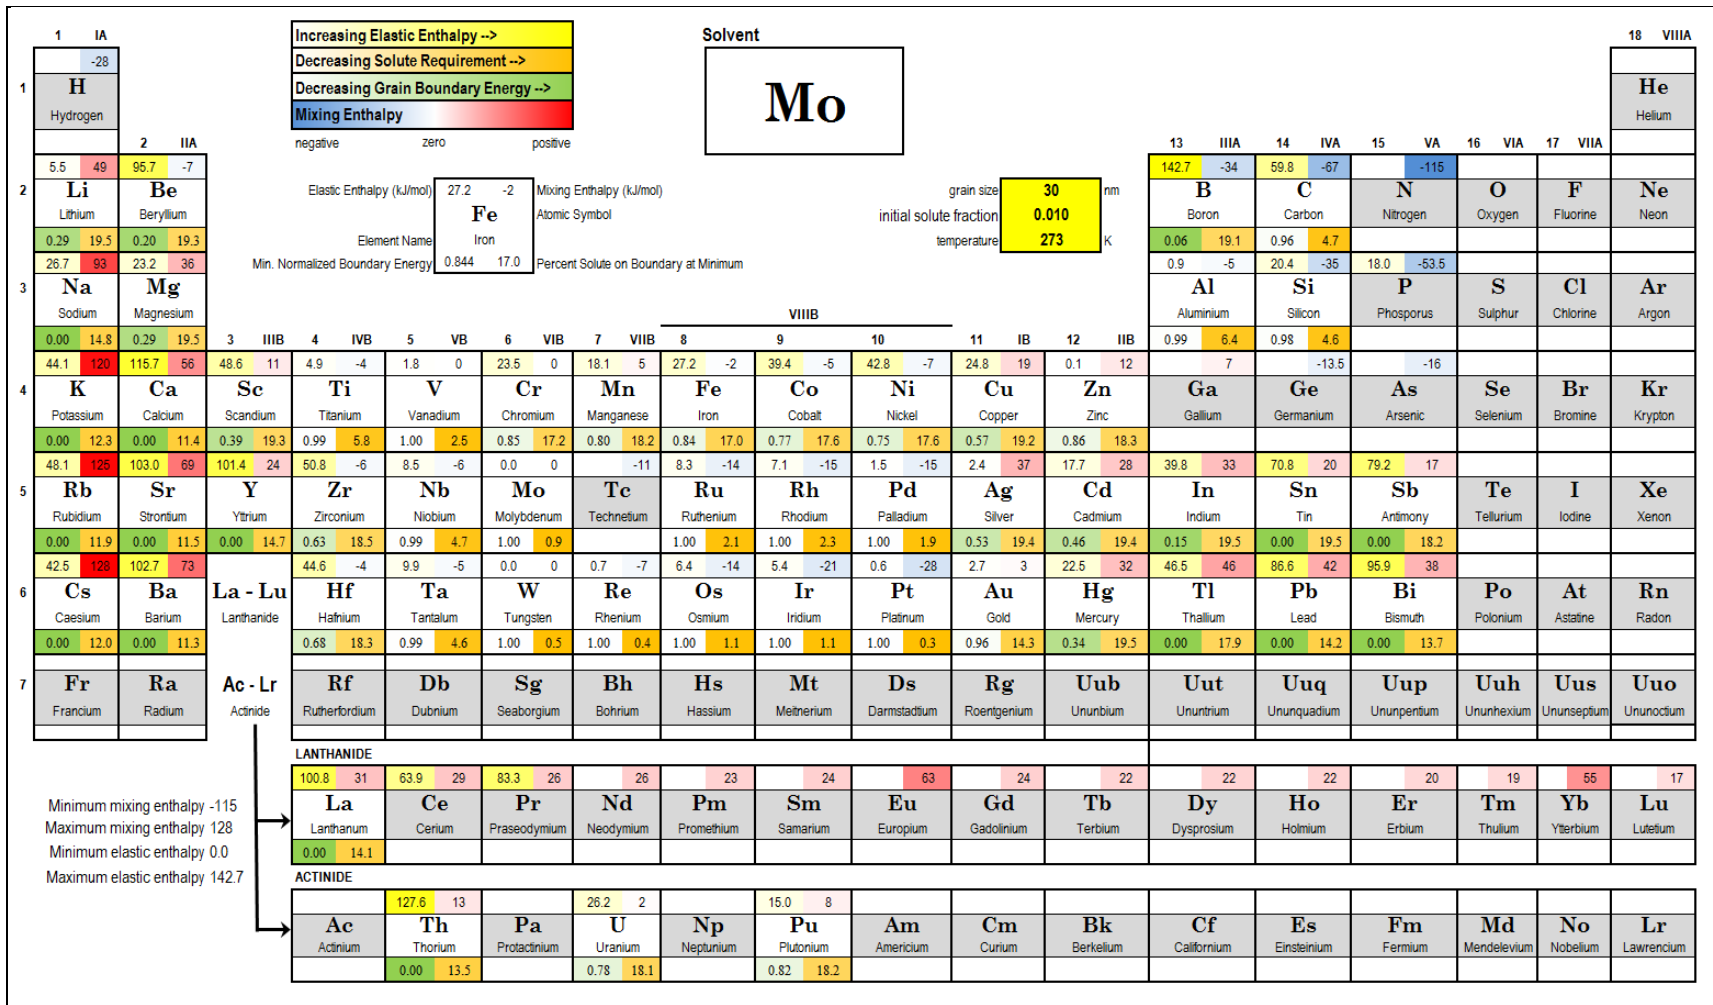 1 IA 18 VIIIA
Increasing Elastic Enthalpy --> Solvent
-28
Decreasing Solute Requirement -->
H Decreasing Grain Boundary Energy --> Mo He
1
Hydrogen Mixing Enthalpy Helium
2 IIA negative zero positive 13 IIIA 14 IVA 15 VA 16 VIA 17 VIIA
5.5 49 95.7 -7 142.7 -34 59.8 -67 -115
2 Li Be Elastic Enthalpy (kJ/mol) 27.2 -2 Mixing Enthalpy (kJ/mol) grain size 30 nm B C N O F Ne
Lithium Beryllium Fe Atomic Symbol initial solute fraction 0.010 Boron Carbon Nitrogen Oxygen Fluorine Neon
0.29 19.5 0.20 19.3 Element Name Iron temperature 273 K 0.06 19.1 0.96 4.7
26.7 93 23.2 36 Min. Normalized Boundary Energy 0.844 17.0 Percent Solute on Boundary at Minimum 0.9 -5 20.4 -35 18.0 -53.5
3 Na Mg Al Si P S Cl Ar
Sodium Magnesium VIIIB Aluminium Silicon Phosporus Sulphur Chlorine Argon
0.00 14.8 0.29 19.5 3 IIIB 4 IVB 5 VB 6 VIB 7 VIIB 8 9 10 11 IB 12 IIB 0.99 6.4 0.98 4.6
44.1 120 115.7 56 48.6 11 4.9 -4 1.8 0 23.5 0 18.1 5 27.2 -2 39.4 -5 42.8 -7 24.8 19 0.1 12 7 -13.5 -16
4 K Ca Sc Ti V Cr Mn Fe Co Ni Cu Zn Ga Ge As Se Br Kr
Potassium Calcium Scandium Titanium Vanadium Chromium Manganese Iron Cobalt Nickel Copper Zinc Gallium Germanium Arsenic Selenium Bromine Krypton
0.00 12.3 0.00 11.4 0.39 19.3 0.99 5.8 1.00 2.5 0.85 17.2 0.80 18.2 0.84 17.0 0.77 17.6 0.75 17.6 0.57 19.2 0.86 18.3
48.1 126 103.0 69 101.4 24 50.8 -6 8.5 -6 0.0 0 -11 8.3 -14 7.1 -15 1.5 -15 2.4 37 17.7 28 39.8 33 70.8 20 79.2 17
5 Rb Sr Y Zr Nb Mo Tc Ru Rh Pd Ag Cd In Sn Sb Te I Xe
Rubidium Strontium Yttrium Zirconium Niobium Molybdenum Technetium Ruthenium Rhodium Palladium Silver Cadmium Indium Tin Antimony Tellurium Iodine Xenon
0.00 11.9 0.00 11.5 0.00 14.7 0.63 18.5 0.99 4.7 1.00 0.9 1.00 2.1 1.00 2.3 1.00 1.9 0.53 19.4 0.46 19.4 0.15 19.5 0.00 19.5 0.00 18.2
42.5 128 102.7 73 44.6 -4 9.9 -5 0.0 0 0.7 -7 6.4 -14 5.4 -21 0.6 -28 2.7 3 22.5 32 46.5 46 86.6 42 95.9 38
6 Cs Ba La - Lu Hf Ta W Re Os Ir Pt Au Hg Tl Pb Bi Po At Rn
Caesium Barium Lanthanide Hafnium Tantalum Tungsten Rhenium Osmium Iridium Platinum Gold Mercury Thallium Lead Bismuth Polonium Astatine Radon
0.00 12.0 0.00 11.3 0.68 18.3 0.99 4.6 1.00 0.5 1.00 0.4 1.00 1.1 1.00 1.1 1.00 0.3 0.96 14.3 0.34 19.5 0.00 17.9 0.00 14.2 0.00 13.7
7 Fr Ra Ac - Lr Rf Db Sg Bh Hs Mt Ds Rg Uub Uut Uuq Uup Uuh Uus Uuo
Francium Radium Actinide Rutherfordium Dubnium Seaborgium Bohrium Hassium Meitnerium Darmstadtium Roentgenium Ununbium Ununtrium Ununquadium Ununpentium Ununhexium Ununseptium Ununoctium
LANTHANIDE
100.8 31 63.9 29 83.3 26 26 23 24 63 24 22 22 22 20 19 55 17
La Ce Pr Nd Pm Sm Eu Gd Tb Dy Ho Er Tm Yb Lu
Minimum mixing enthalpy -115
Maximum mixing enthalpy 128 Lanthanum Cerium Praseodymium Neodymium Promethium Samarium Europium Gadolinium Terbium Dysprosium Holmium Erbium Thulium Ytterbium Lutetium
Minimum elastic enthalpy 0.0 0.00 14.1
Maximum elastic enthalpy 142.7 ACTINIDE
127.6 13 26.2 2 15.0 8
Ac Th Pa U Np Pu Am Cm Bk Cf Es Fm Md No Lr
Actinium Thorium Protactinium Uranium Neptunium Plutonium Americium Curium Berkelium Californium Einsteinium Fermium Mendelevium Nobelium Lawrencium
0.00 13.5 0.78 18.1 0.82 18.2